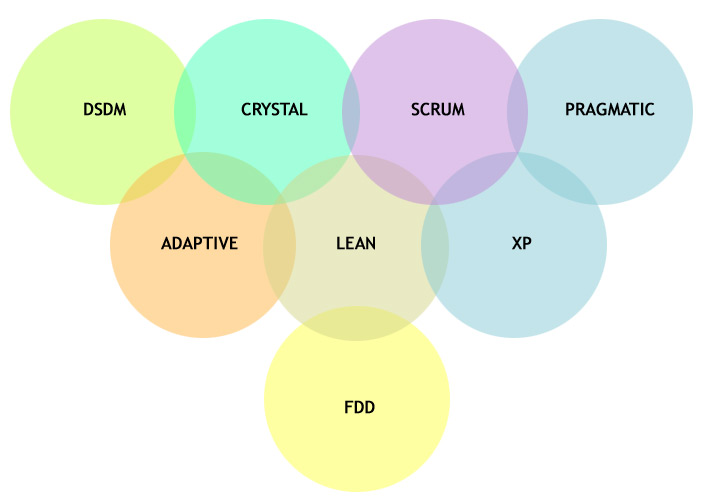 DSDM
CRYSTAL
SCRUM
PRAGMATIC
ADAPTIVE
LEAN
XP
FDD